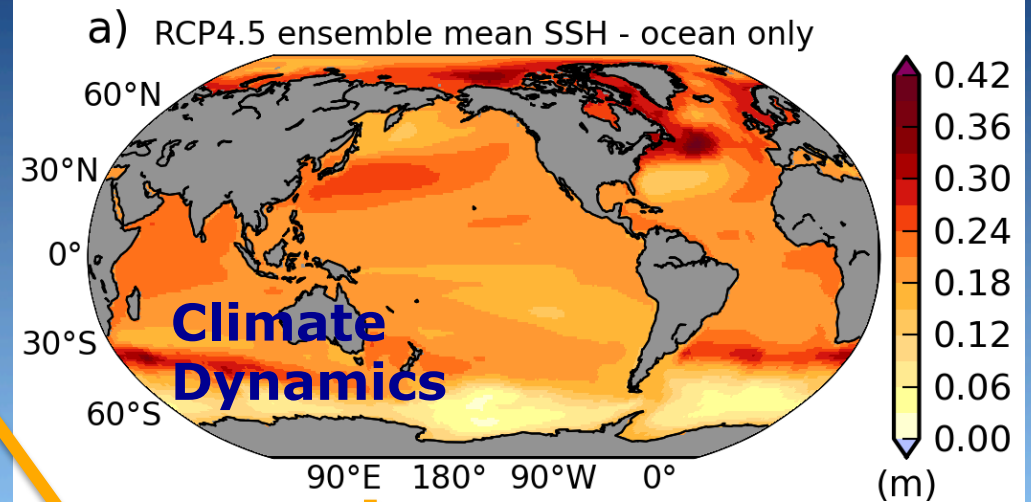 a) RCP4.5 ensemble mean SSH - ocean only
60°N
30°N
0°
30°S
60°S
90°E 180° 90°W 0°
0.42
0.36
0.30
0.24
0.18
0.12
0.06
0.00
(m)
Climate
Dynamics